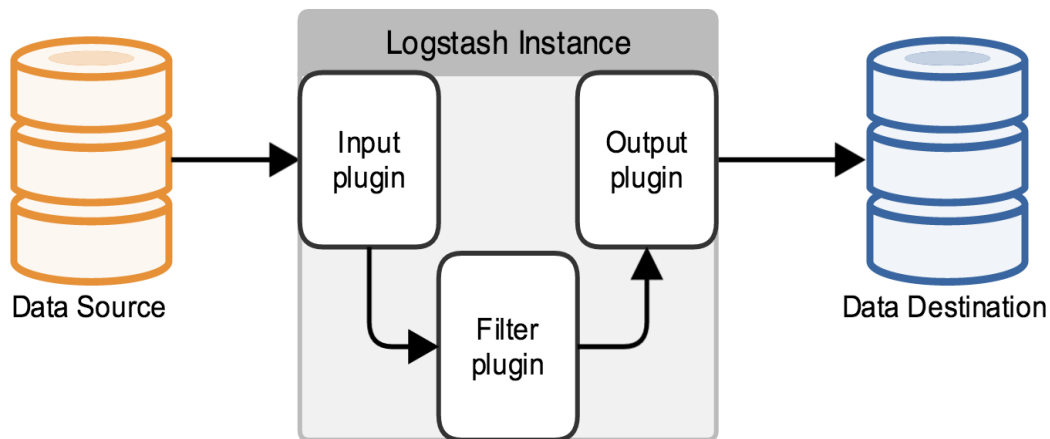 Logstash Instance
Input
plugin
Output
plugin
Filter
plugin
Data Source
Data Destination